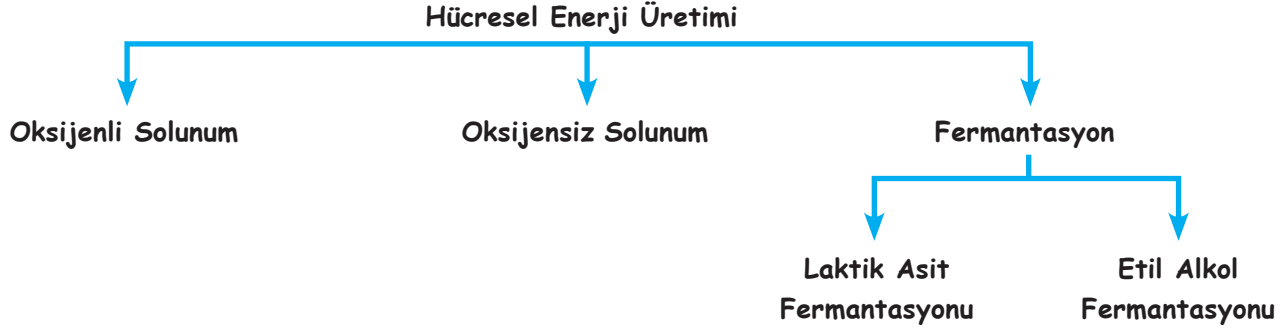 Hücresel Enerji Üretimi
Oksijenli Solunum
Oksijensiz Solunum
Fermantasyon
Laktik Asit
Fermantasyonu
Etil Alkol
Fermantasyonu